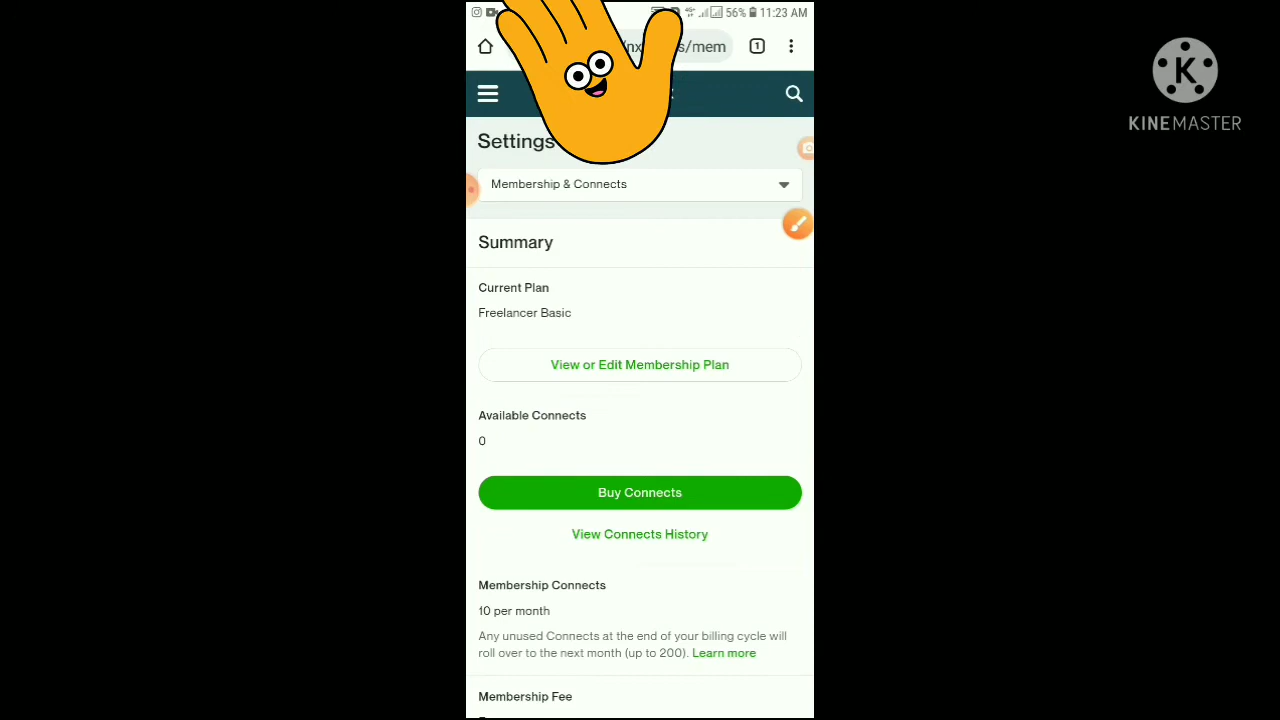 56% 11:23 AM
/mem
1
KINEMASTER
Settings
Membership & Connects
Summary
Current Plan
Freelancer Basic
View or Edit Membership Plan
Available Connects
0
Buy Connects
View Connects History
Membership Connects
10 per month
Any unused Connects at the end of your billing cycle will
roll over to the next month (up to 200). Learn more
Membership Fee